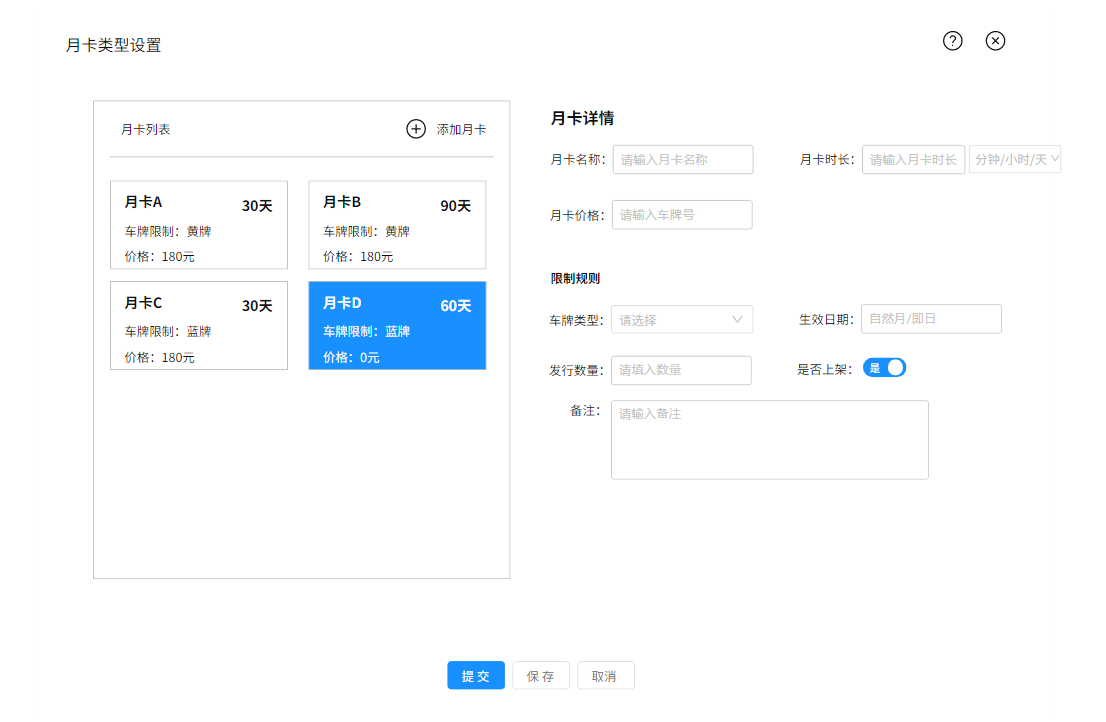 月卡类型设置
月卡列表
添加月卡
月卡A 30天
车牌限制：黄牌
价格：180元
月卡B 90天
车牌限制：黄牌
价格：180元
月卡C 30天
车牌限制：蓝牌
价格：180元
月卡D 60天
车牌限制：蓝牌
价格：0元
月卡详情
月卡名称： 请输入月卡名称
月卡时长： 请输入月卡时长 分钟/小时/天
月卡价格： 请输入车牌号
限制规则
车牌类型： 请选择
生效日期： 自然月/即日
发行数量： 请填入数量
是否上架： 是
备注： 请输入备注
提 交
保 存
取消